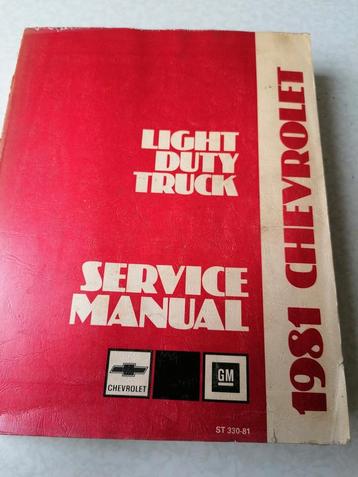 LIGHT
DUTY
TRUCK
SERVICE
MANUAL
CHEVROLET
GM
ST 330-81
1981 CHEVROLET